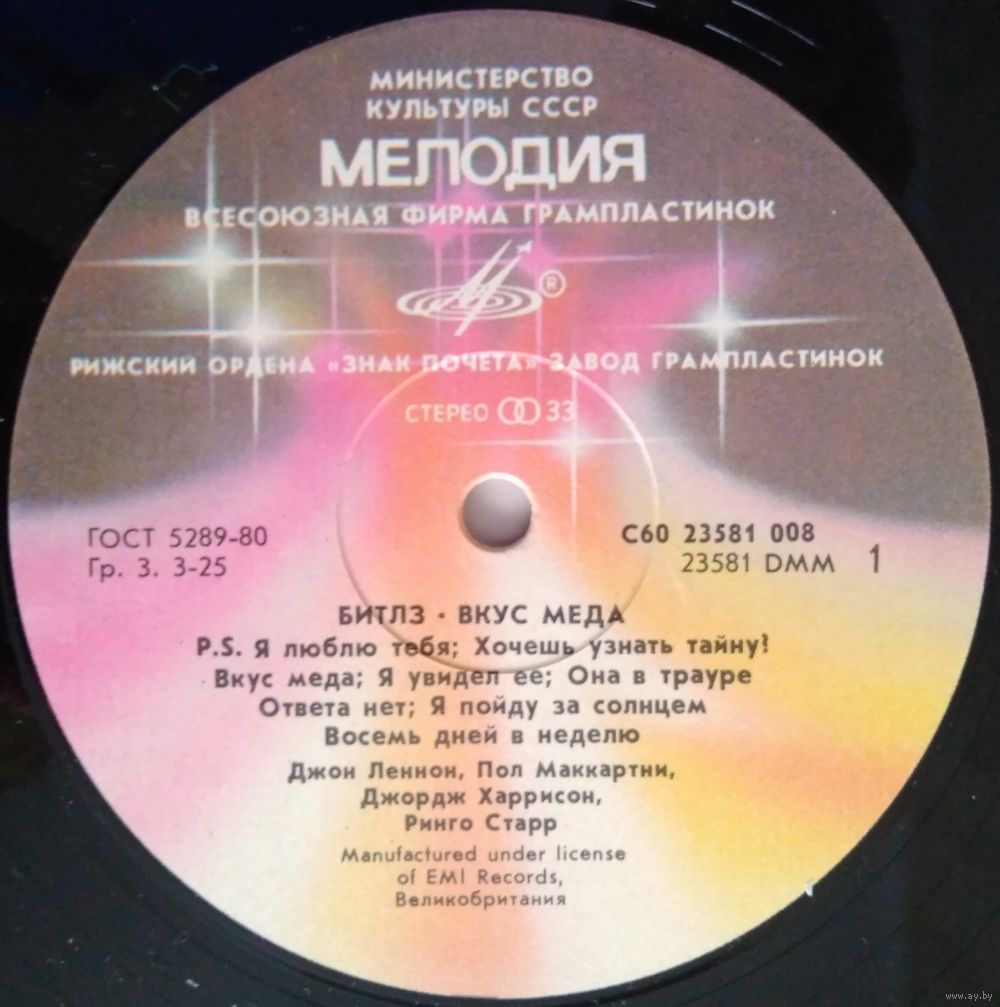 МИНИСТЕРСТВО
КУЛЬТУРЫ СССР
МЕЛОДИЯ
ВСЕСОЮЗНАЯ ФИРМА ГРАМПЛАСТИНОК
®
РИЖСКИЙ ОРДЕНА «ЗНАК ПОЧЕТА» ЗАВОД ГРАМПЛАСТИНОК
СТЕРЕО 33
ГОСТ 5289-80
Гр. 3. 3-25
С60 23581 008
23581 DMM 1
БИТЛЗ · ВКУС МЕДА
P.S. Я люблю тебя; Хочешь узнать тайну?
Вкус меда; Я увидел ее; Она в трауре
Ответа нет; Я пойду за солнцем
Восемь дней в неделю
Джон Леннон, Пол Маккартни,
Джордж Харрисон,
Ринго Старр
Manufactured under license
of EMI Records,
Великобритания
www.ay.by